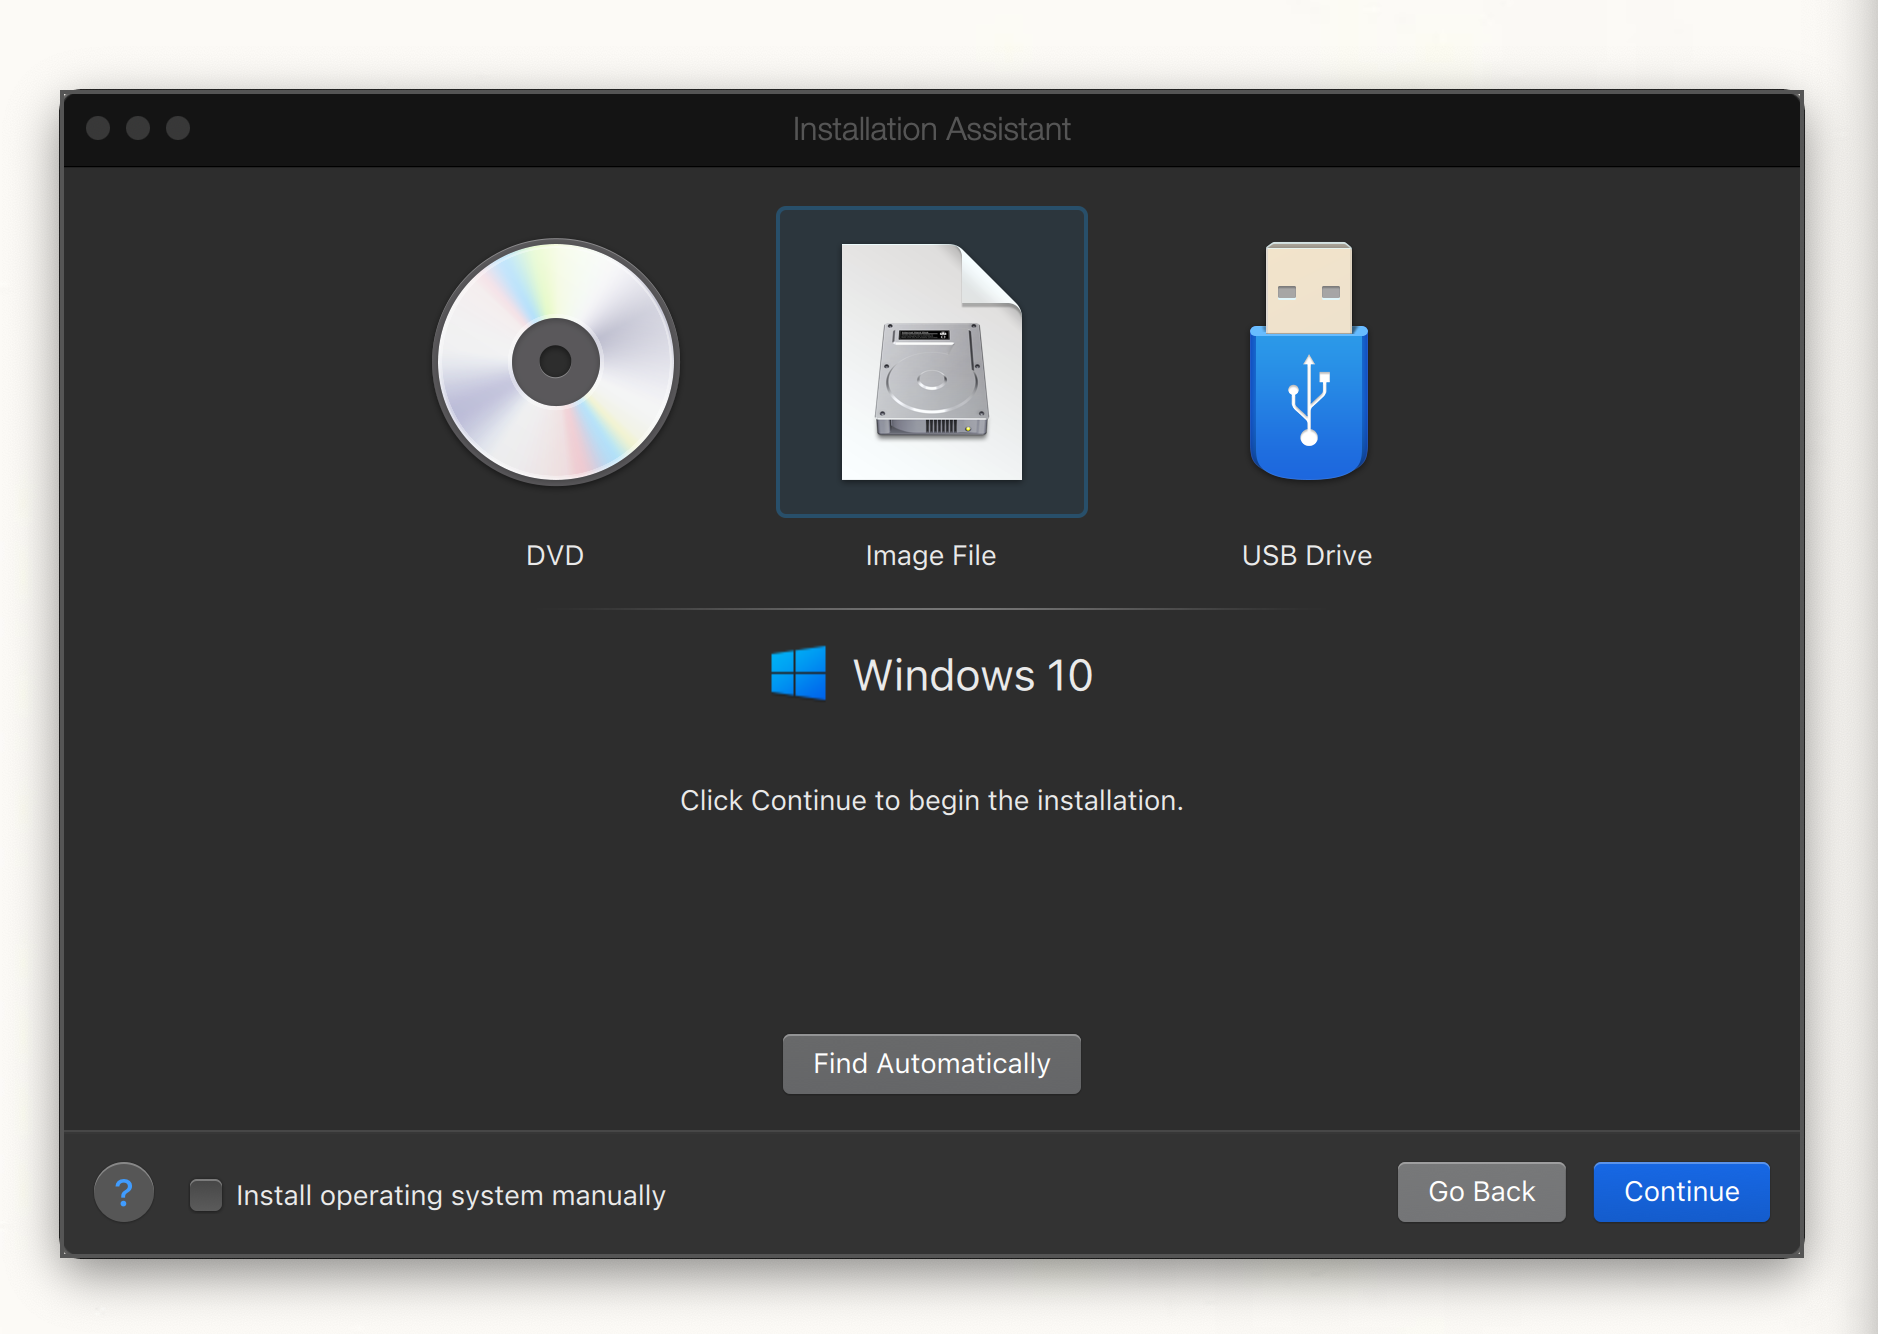 Installation Assistant
DVD
Image File
USB Drive
Windows 10
Click Continue to begin the installation.
Find Automatically
?
Install operating system manually
Go Back
Continue